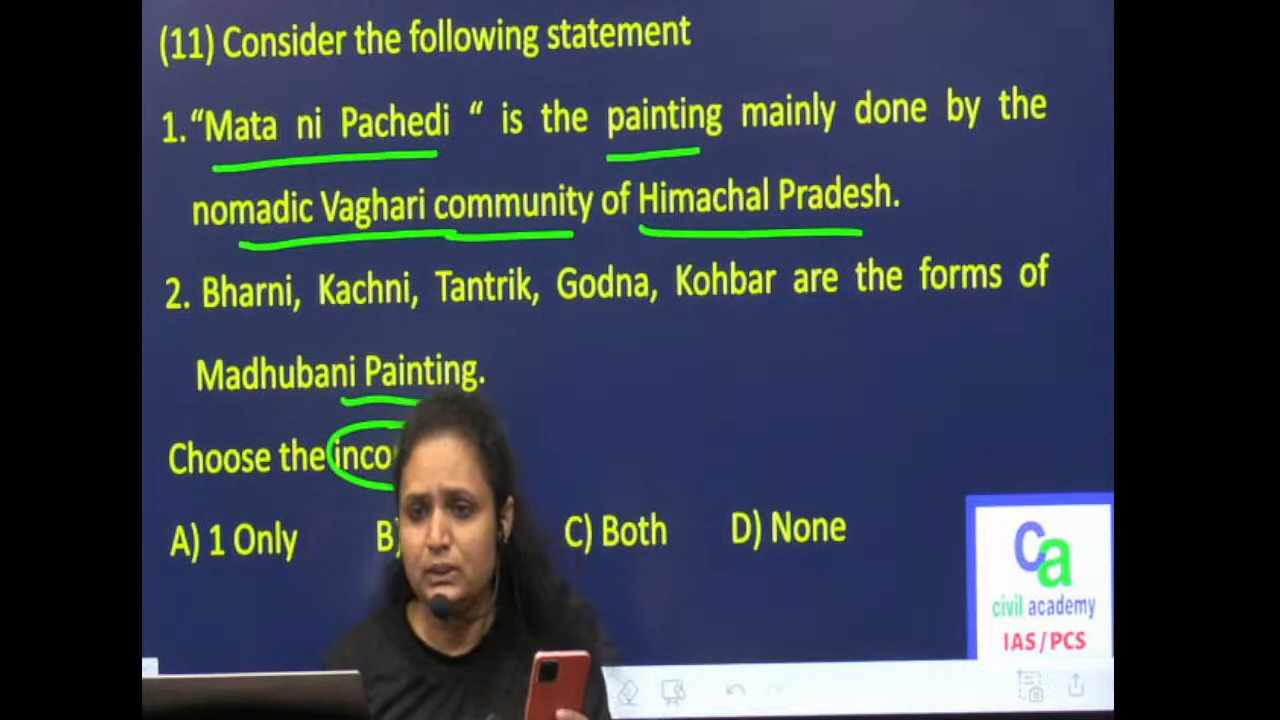 (11) Consider the following statement
1. “Mata ni Pachedi “ is the painting mainly done by the
nomadic Vaghari community of Himachal Pradesh.
2. Bharni, Kachni, Tantrik, Godna, Kohbar are the forms of
Madhubani Painting.
Choose the
A) 1 Only B) C) Both D) None
Ca
civil academy
IAS/PCS